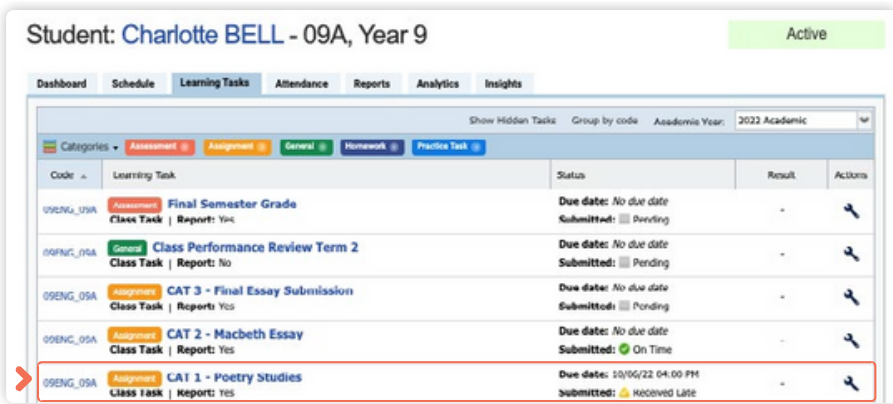 Student: Charlotte BELL - 09A, Year 9
Active
Dashboard Schedule Learning Tasks Attendance Reports Analytics Insights
Show Hidden Tasks Group by code Academic Year: 2022 Academic
Categories Assessment Assignment General Homework Practice Task
Code Learning Task Status Result Actions
09ENG_09A Assessment Final Semester Grade Due date: No due date -
Class Task | Report: Yes Submitted: Pending
09ENG_09A General Class Performance Review Term 2 Due date: No due date -
Class Task | Report: No Submitted: Pending
09ENG_09A Assignment CAT 3 - Final Essay Submission Due date: No due date -
Class Task | Report: Yes Submitted: Pending
09ENG_09A Assignment CAT 2 - Macbeth Essay Due date: No due date -
Class Task | Report: Yes Submitted: On Time
09ENG_09A Assignment CAT 1 - Poetry Studies Due date: 10/06/22 04:00 PM -
Class Task | Report: Yes Submitted: Received Late